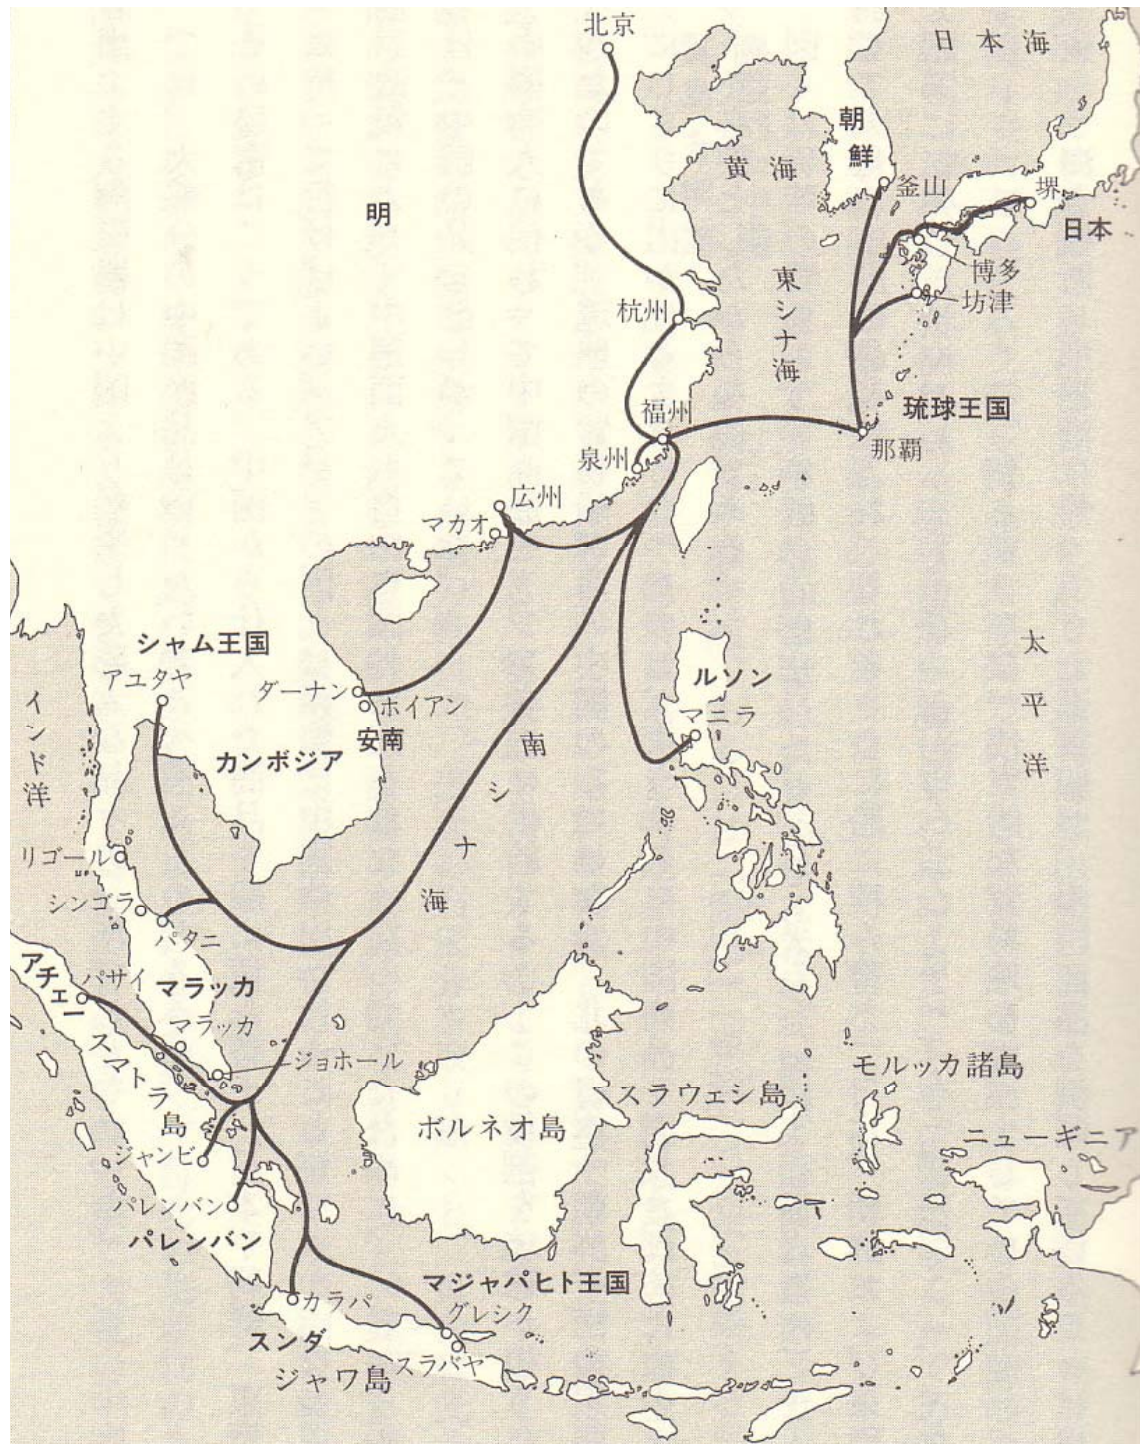 北京
日本海
朝鮮
黄海
釜山
堺
明
日本
博多
東シナ海
坊津
杭州
福州
琉球王国
那覇
泉州
広州
マカオ
太平洋
シャム王国
アユタヤ
ダーナン
ホイアン
ルソン
マニラ
インド洋
安南
南シナ海
カンボジア
リゴール
シンゴラ
パタニ
アチェー
パサイ
マラッカ
マラッカ
スマトラ島
ジョホール
モルッカ諸島
スラウェシ島
ボルネオ島
ニューギニア
ジャンビ
パレンバン
パレンバン
マジャパヒト王国
カラパ
グレシク
スンダ
スラバヤ
ジャワ島